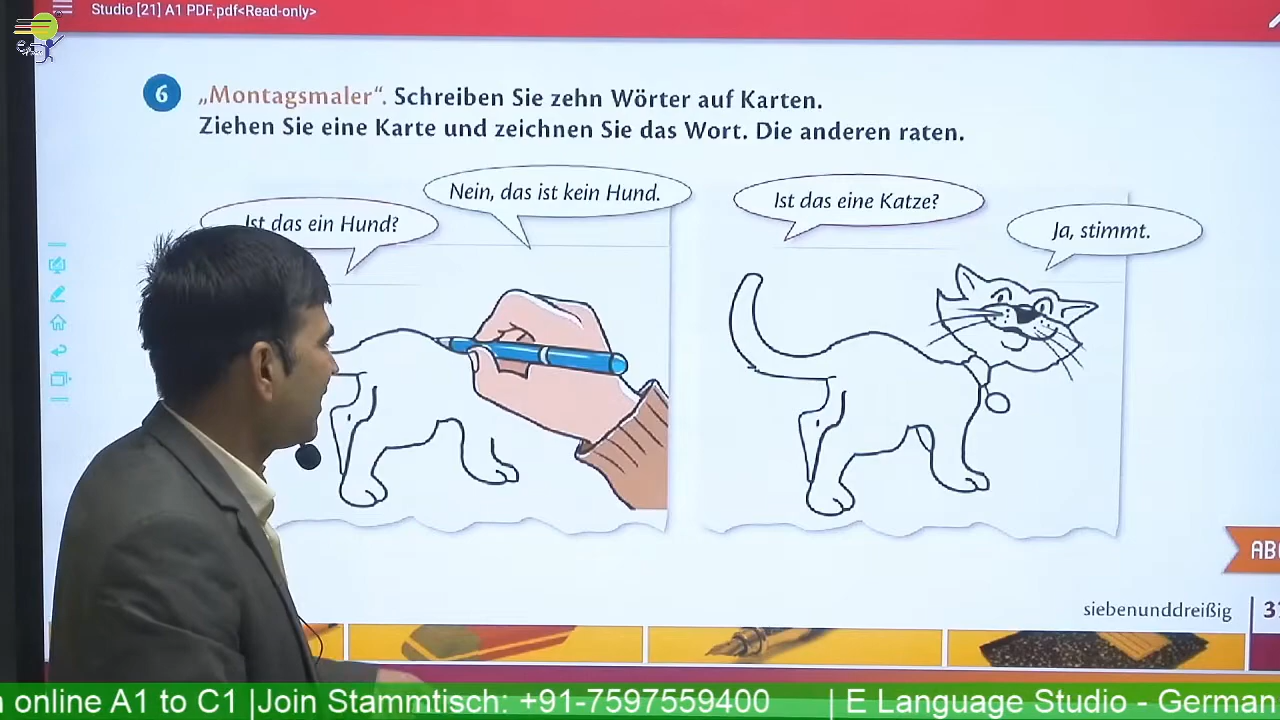 Studio [21] A1 PDF.pdf<Read-only>
6
„Montagsmaler“. Schreiben Sie zehn Wörter auf Karten.
Ziehen Sie eine Karte und zeichnen Sie das Wort. Die anderen raten.
Nein, das ist kein Hund.
Ist das ein Hund?
Ist das eine Katze?
Ja, stimmt.
siebenunddreißig
online A1 to C1 |Join Stammtisch: +91-7597559400 | E Language Studio - German